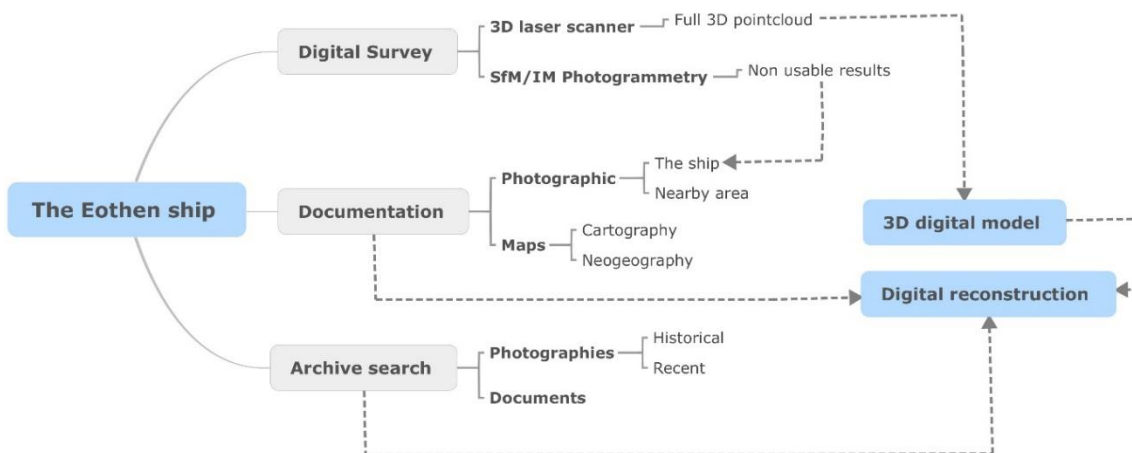 The Eothen ship
Digital Survey
3D laser scanner
Full 3D pointcloud
SfM/IM Photogrammetry
Non usable results
Documentation
Photographic
The ship
Nearby area
Maps
Cartography
Neogeography
Archive search
Photographies
Historical
Recent
Documents
3D digital model
Digital reconstruction